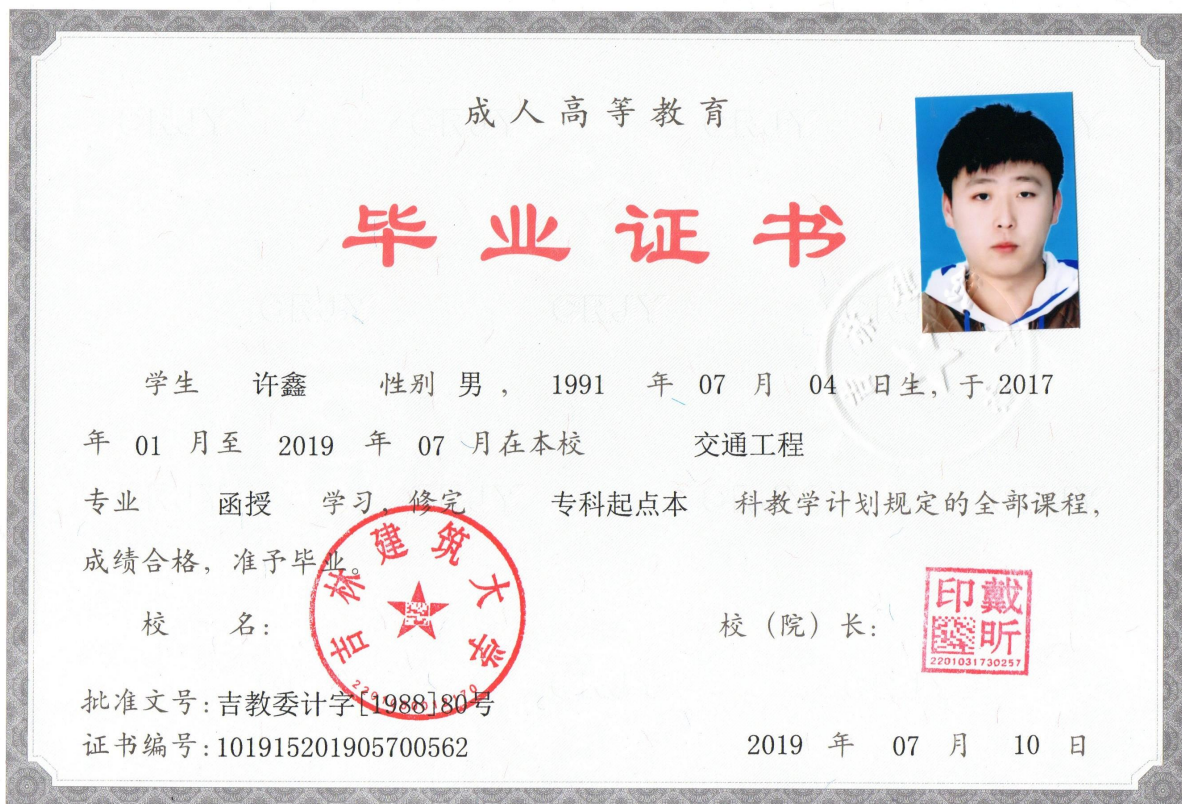 成人高等教育
毕业证书
学生 许鑫 性别 男 , 1991 年 07 月 04 日生, 于 2017
年 01 月至 2019 年 07 月在本校 交通工程
专业 函授 学习, 修完 专科起点本 科教学计划规定的全部课程,
成绩合格, 准予毕业。
校 名:
吉林建筑大学
校（院）长:
戴昕印
2201031730257
批准文号: 吉教委计字[1988]80号
证书编号: 101915201905700562
2019 年 07 月 10 日